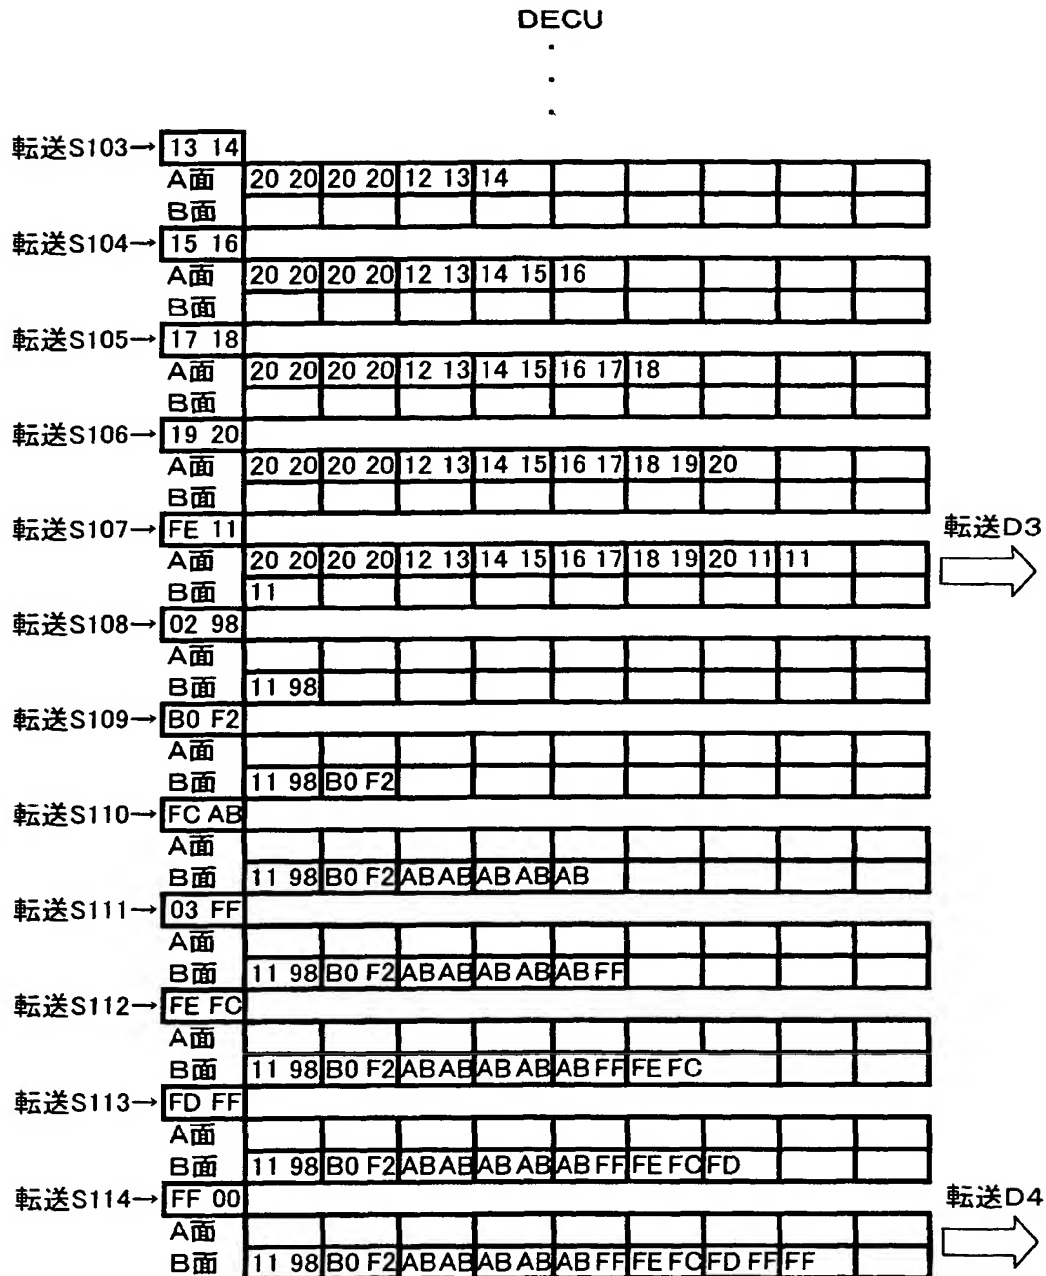 DECU
転送S103→ 13 14
A面 20 20 20 20 12 13 14
B面
転送S104→ 15 16
A面 20 20 20 20 12 13 14 15 16
B面
転送S105→ 17 18
A面 20 20 20 20 12 13 14 15 16 17 18
B面
転送S106→ 19 20
A面 20 20 20 20 12 13 14 15 16 17 18 19 20
B面
転送S107→ FE 11 転送D3
A面 20 20 20 20 12 13 14 15 16 17 18 19 20 11 11
B面 11
転送S108→ 02 98
A面
B面 11 98
転送S109→ B0 F2
A面
B面 11 98 B0 F2
転送S110→ FC AB
A面
B面 11 98 B0 F2 AB AB AB AB AB
転送S111→ 03 FF
A面
B面 11 98 B0 F2 AB AB AB AB AB FF
転送S112→ FE FC
A面
B面 11 98 B0 F2 AB AB AB AB AB FF FE FC
転送S113→ FD FF
A面
B面 11 98 B0 F2 AB AB AB AB AB FF FE FC FD
転送S114→ FF 00 転送D4
A面
B面 11 98 B0 F2 AB AB AB AB AB FF FE FC FD FF FF